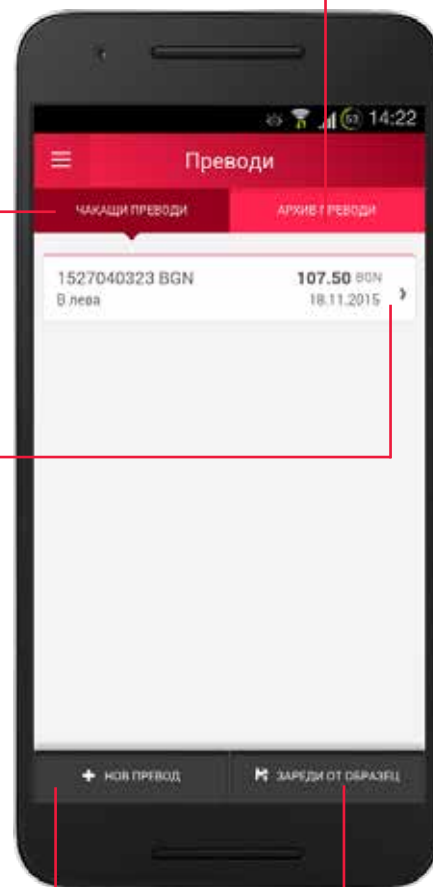 53 14:22
Преводи
ЧАКАЩИ ПРЕВОДИ АРХИВ ПРЕВОДИ
1527040323 BGN 107.50 BGN
В лева 18.11.2015
НОВ ПРЕВОД ЗАРЕДИ ОТ ОБРАЗЕЦ